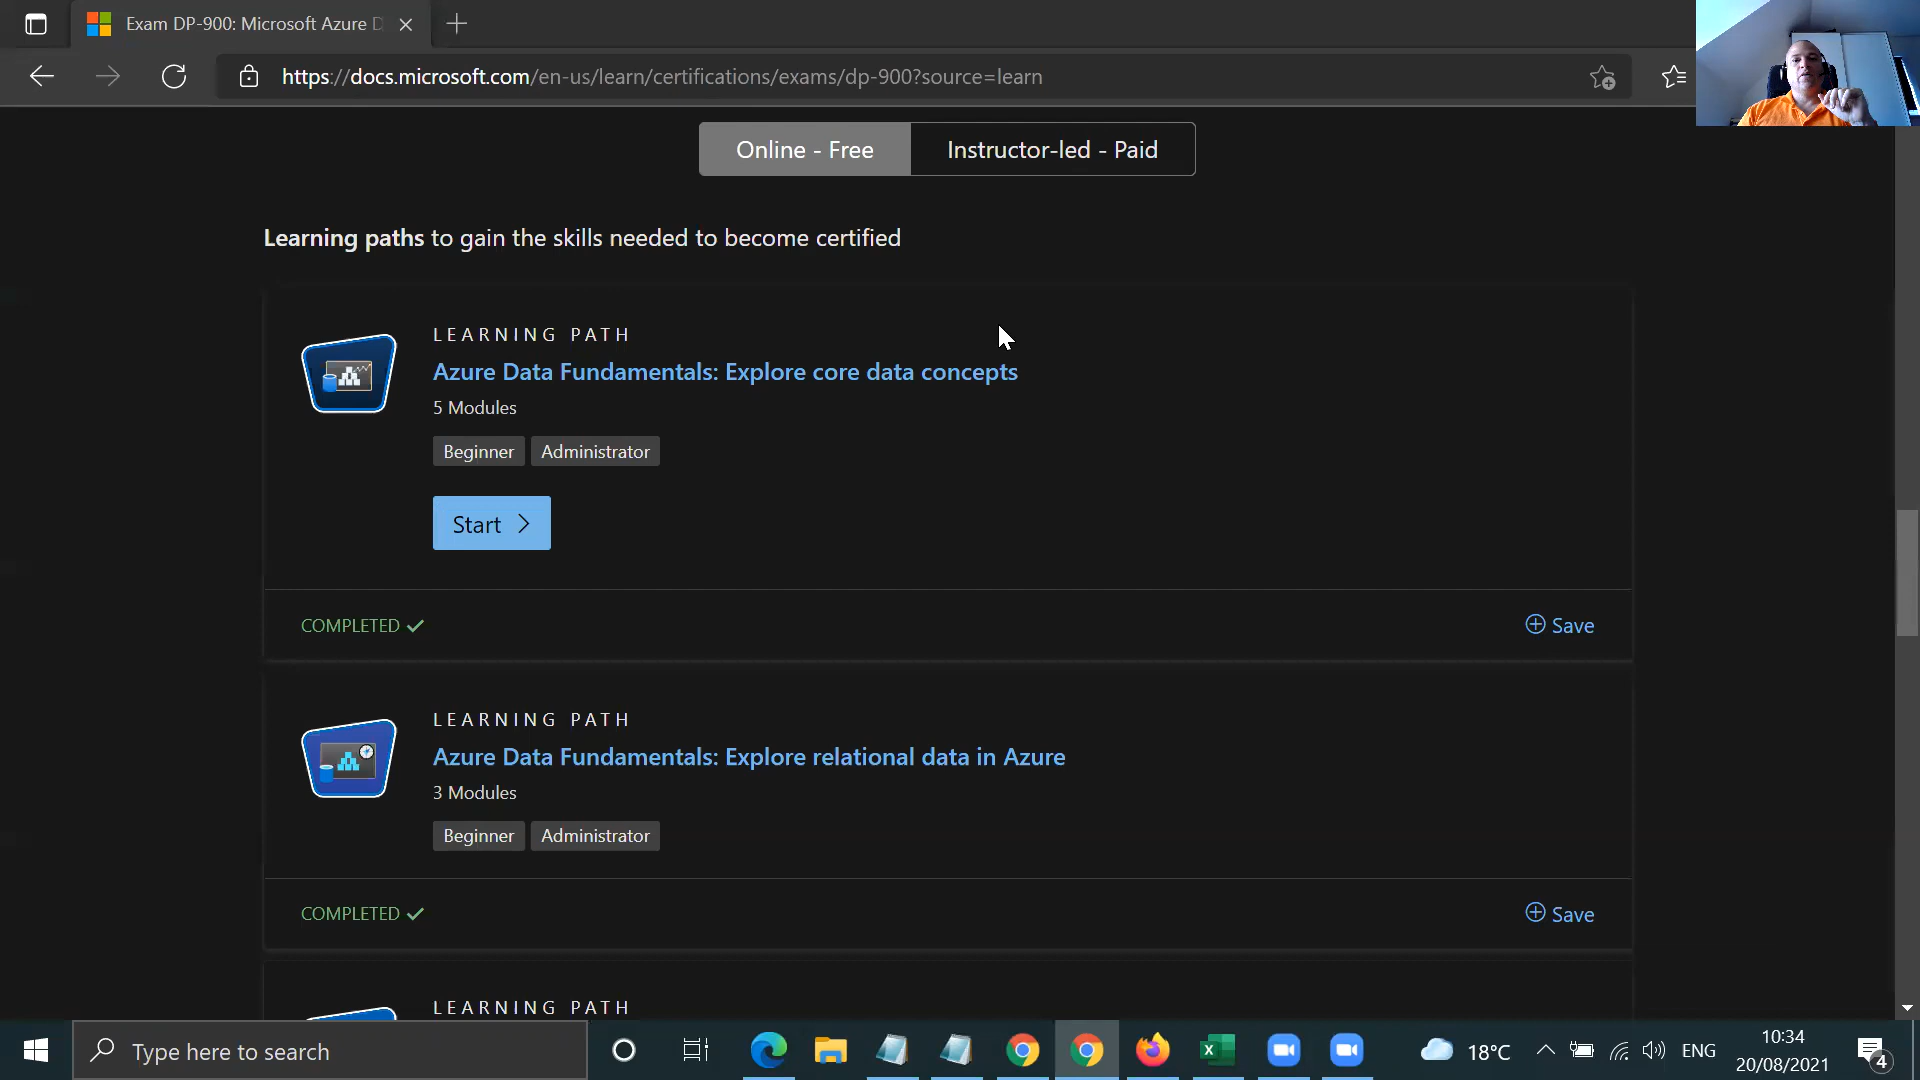 Exam DP-900: Microsoft Azure D
https://docs.microsoft.com/en-us/learn/certifications/exams/dp-900?source=learn
Online - Free
Instructor-led - Paid
Learning paths to gain the skills needed to become certified
LEARNING PATH
Azure Data Fundamentals: Explore core data concepts
5 Modules
Beginner
Administrator
Start
COMPLETED
Save
LEARNING PATH
Azure Data Fundamentals: Explore relational data in Azure
3 Modules
Beginner
Administrator
COMPLETED
Save
LEARNING PATH
Type here to search
18°C
ENG
10:34
20/08/2021
4